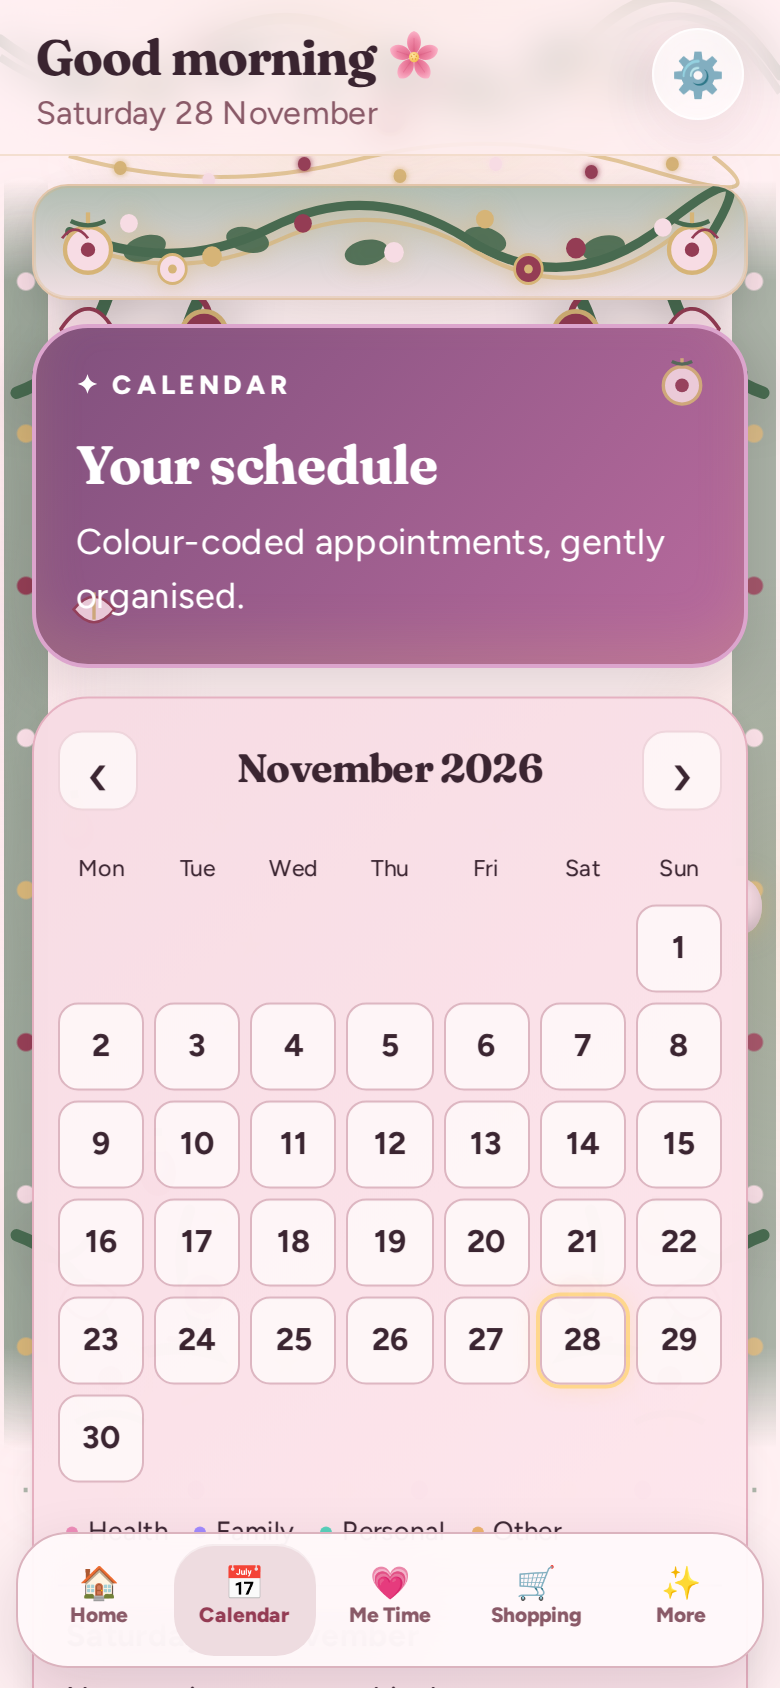 Good morning 🌸
Saturday 28 November
✦ CALENDAR
Your schedule
Colour-coded appointments, gently
organised.
‹ November 2026 ›
Mon Tue Wed Thu Fri Sat Sun
1
2 3 4 5 6 7 8
9 10 11 12 13 14 15
16 17 18 19 20 21 22
23 24 25 26 27 28 29
30
Health Family Personal Other
July
17
Home Calendar Me Time Shopping More